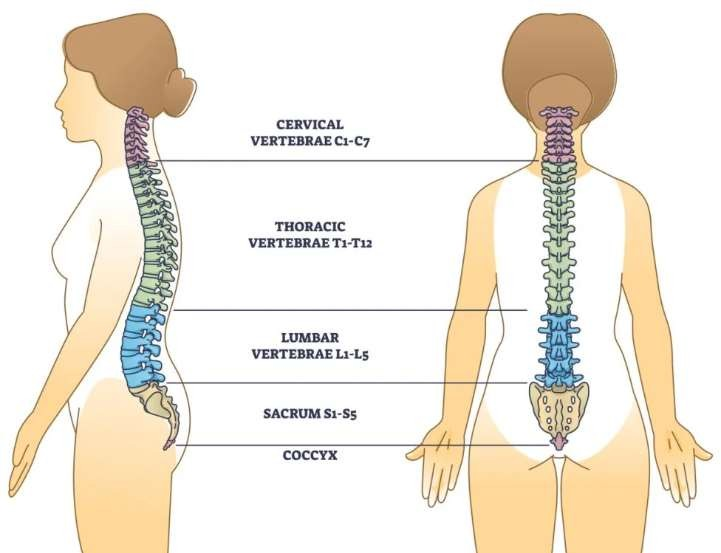 CERVICAL
VERTEBRAE C1-C7
THORACIC
VERTEBRAE T1-T12
LUMBAR
VERTEBRAE L1-L5
SACRUM S1-S5
COCCYX